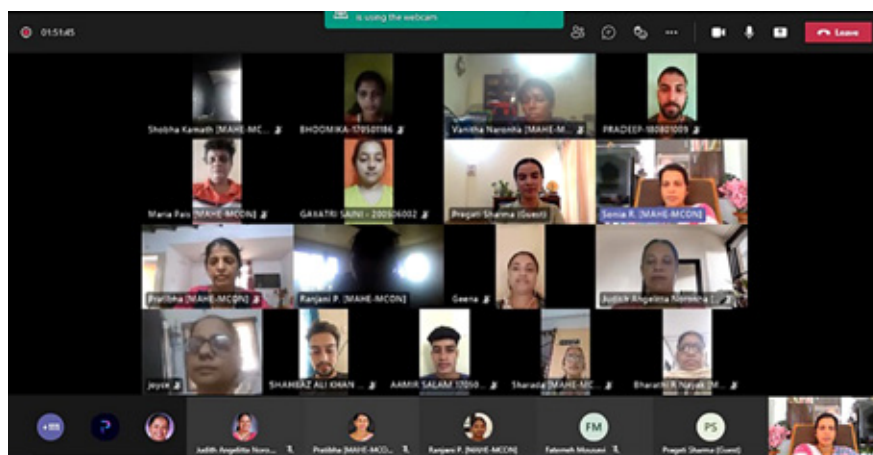 is using the webcam
01:51:45
Leave
Shobha Kamath [MAHE-MC...
BHOOMIKA-170501186
Vanitha Naronha [MAHE-M...
PRADEEP-180801009
Maria Pais [MAHE-MCON]
GAYATRI SAINI - 200506002
Pragati Sharma (Guest)
Sonia R. [MAHE-MCON]
Pratibha [MAHE-MCON]
Ranjani P. [MAHE-MCON]
Geena
Judith Angelitta Noronha [...
joyce
SHAHBAZ ALI KHAN ...
AAMIR SALAM 17050...
Sharada [MAHE-MC...
Bharathi R Nayak [M...
FM
PS
Judith Angelitta Noro...
Pratibha [MAHE-MCO...
Ranjani P. [MAHE-MCON]
Fatemeh Mousavi
Pragati Sharma (Guest)